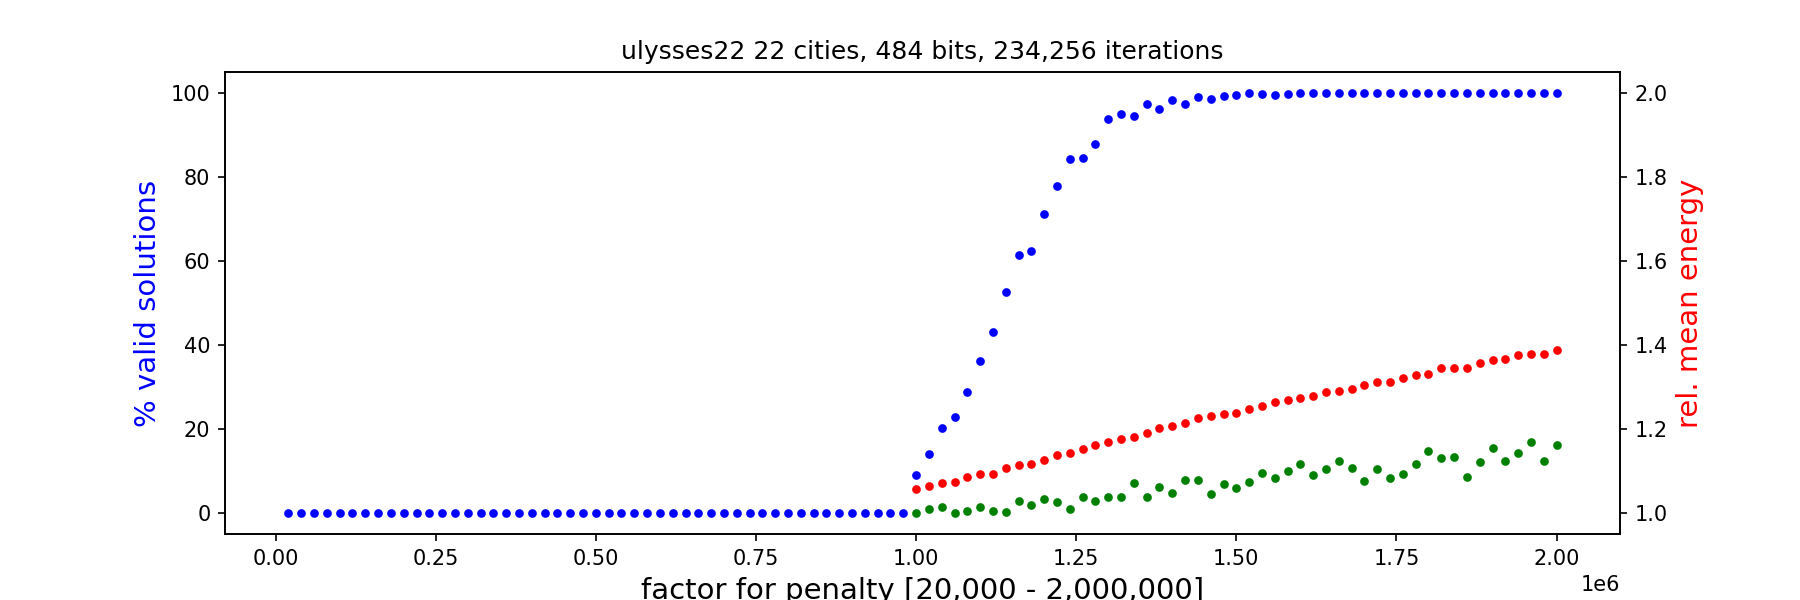 ulysses22 22 cities, 484 bits, 234,256 iterations
% valid solutions
100
80
60
40
20
0
2.0
1.8
1.6
1.4
1.2
1.0
rel. mean energy
0.00 0.25 0.50 0.75 1.00 1.25 1.50 1.75 2.00
1e6
factor for penalty [20,000 - 2,000,000]